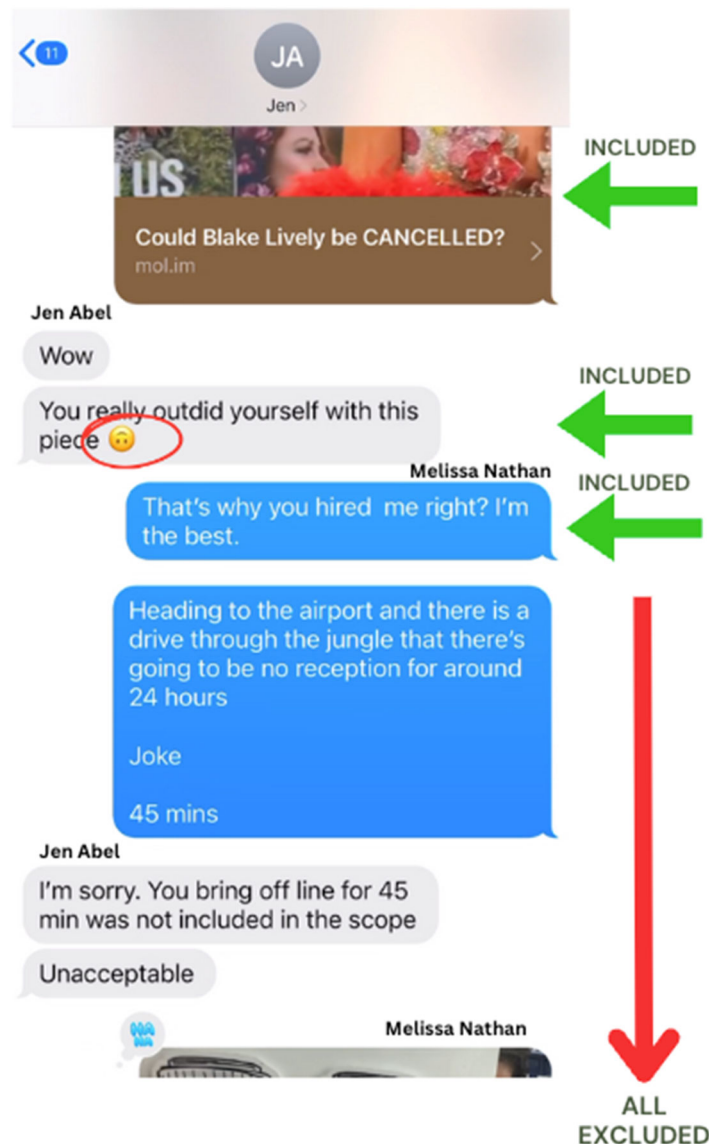 11
JA
Jen
US
INCLUDED
Could Blake Lively be CANCELLED?
mol.im
Jen Abel
Wow
INCLUDED
You really outdid yourself with this
piece 🙃
Melissa Nathan
INCLUDED
That's why you hired  me right? I'm
the best.
Heading to the airport and there is a
drive through the jungle that there's
going to be no reception for around
24 hours
Joke
45 mins
Jen Abel
I'm sorry. You bring off line for 45
min was not included in the scope
Unacceptable
HA
HA
Melissa Nathan
ALL
EXCLUDED